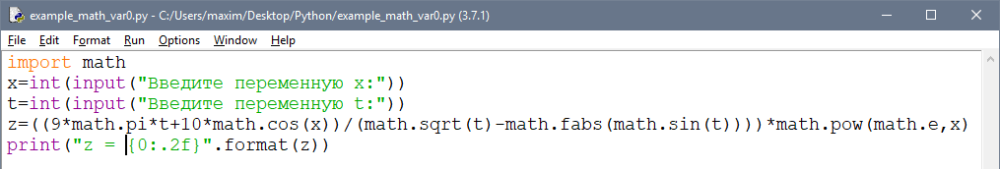 example_math_var0.py - C:/Users/maxim/Desktop/Python/example_math_var0.py (3.7.1)
File Edit Format Run Options Window Help
import math
x=int(input("Введите переменную x:"))
t=int(input("Введите переменную t:"))
z=((9*math.pi*t+10*math.cos(x))/(math.sqrt(t)-math.fabs(math.sin(t))))*math.pow(math.e,x)
print("z = {0:.2f}".format(z))